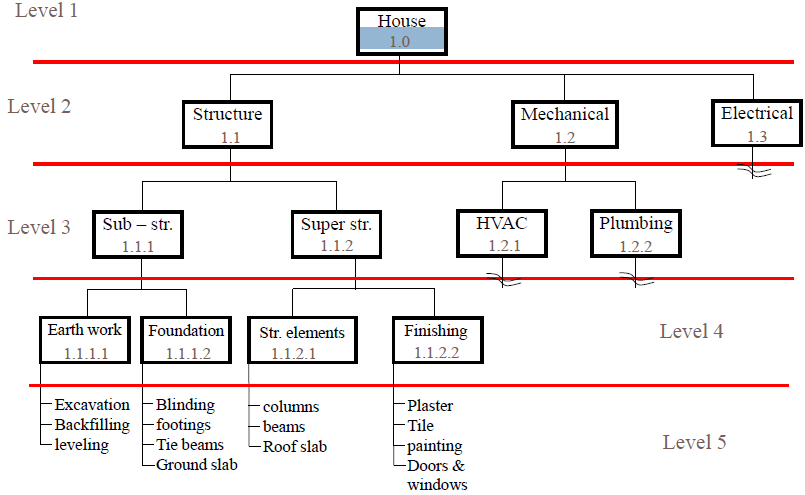 Level 1
House
1.0
Level 2
Structure
1.1
Mechanical
1.2
Electrical
1.3
Level 3
Sub – str.
1.1.1
Super str.
1.1.2
HVAC
1.2.1
Plumbing
1.2.2
Earth work
1.1.1.1
Foundation
1.1.1.2
Str. elements
1.1.2.1
Finishing
1.1.2.2
Level 4
Excavation
Backfilling
leveling
Blinding
footings
Tie beams
Ground slab
columns
beams
Roof slab
Plaster
Tile
painting
Doors &
windows
Level 5